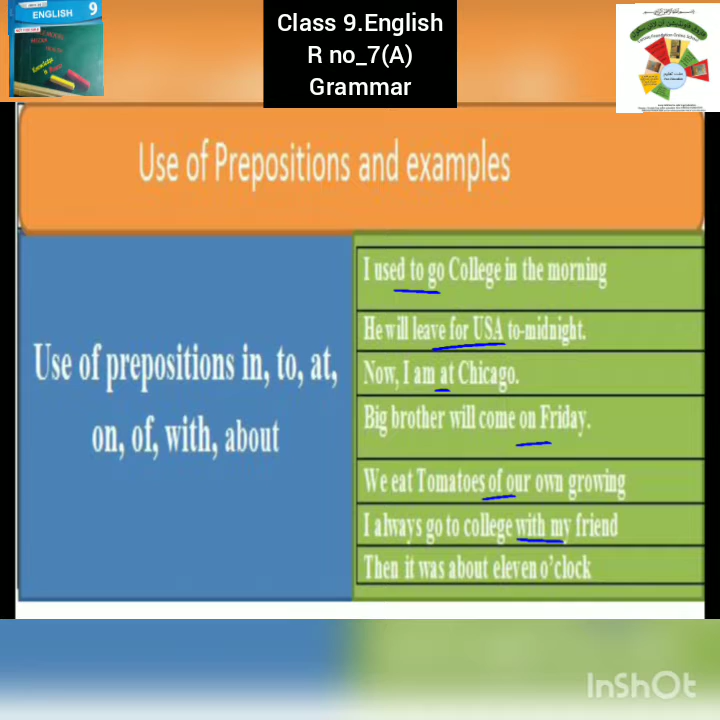 ENGLISH 9
Class 9.English
R no_7(A)
Grammar
Use of Prepositions and examples
Use of prepositions in, to, at,
on, of, with, about
I used to go College in the morning
He will leave for USA to-midnight.
Now, I am at Chicago.
Big brother will come on Friday.
We eat Tomatoes of our own growing
I always go to college with my friend
Then it was about eleven o'clock
InShOt